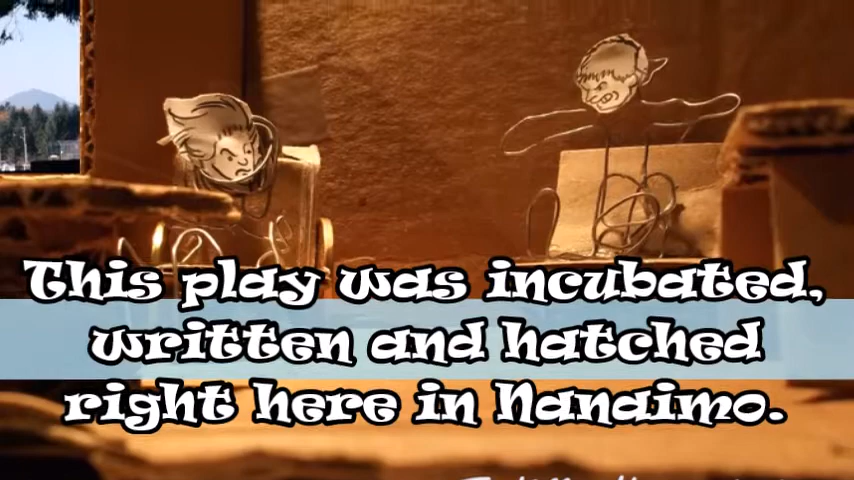 This play was incubated,
written and hatched
right here in Nanaimo.